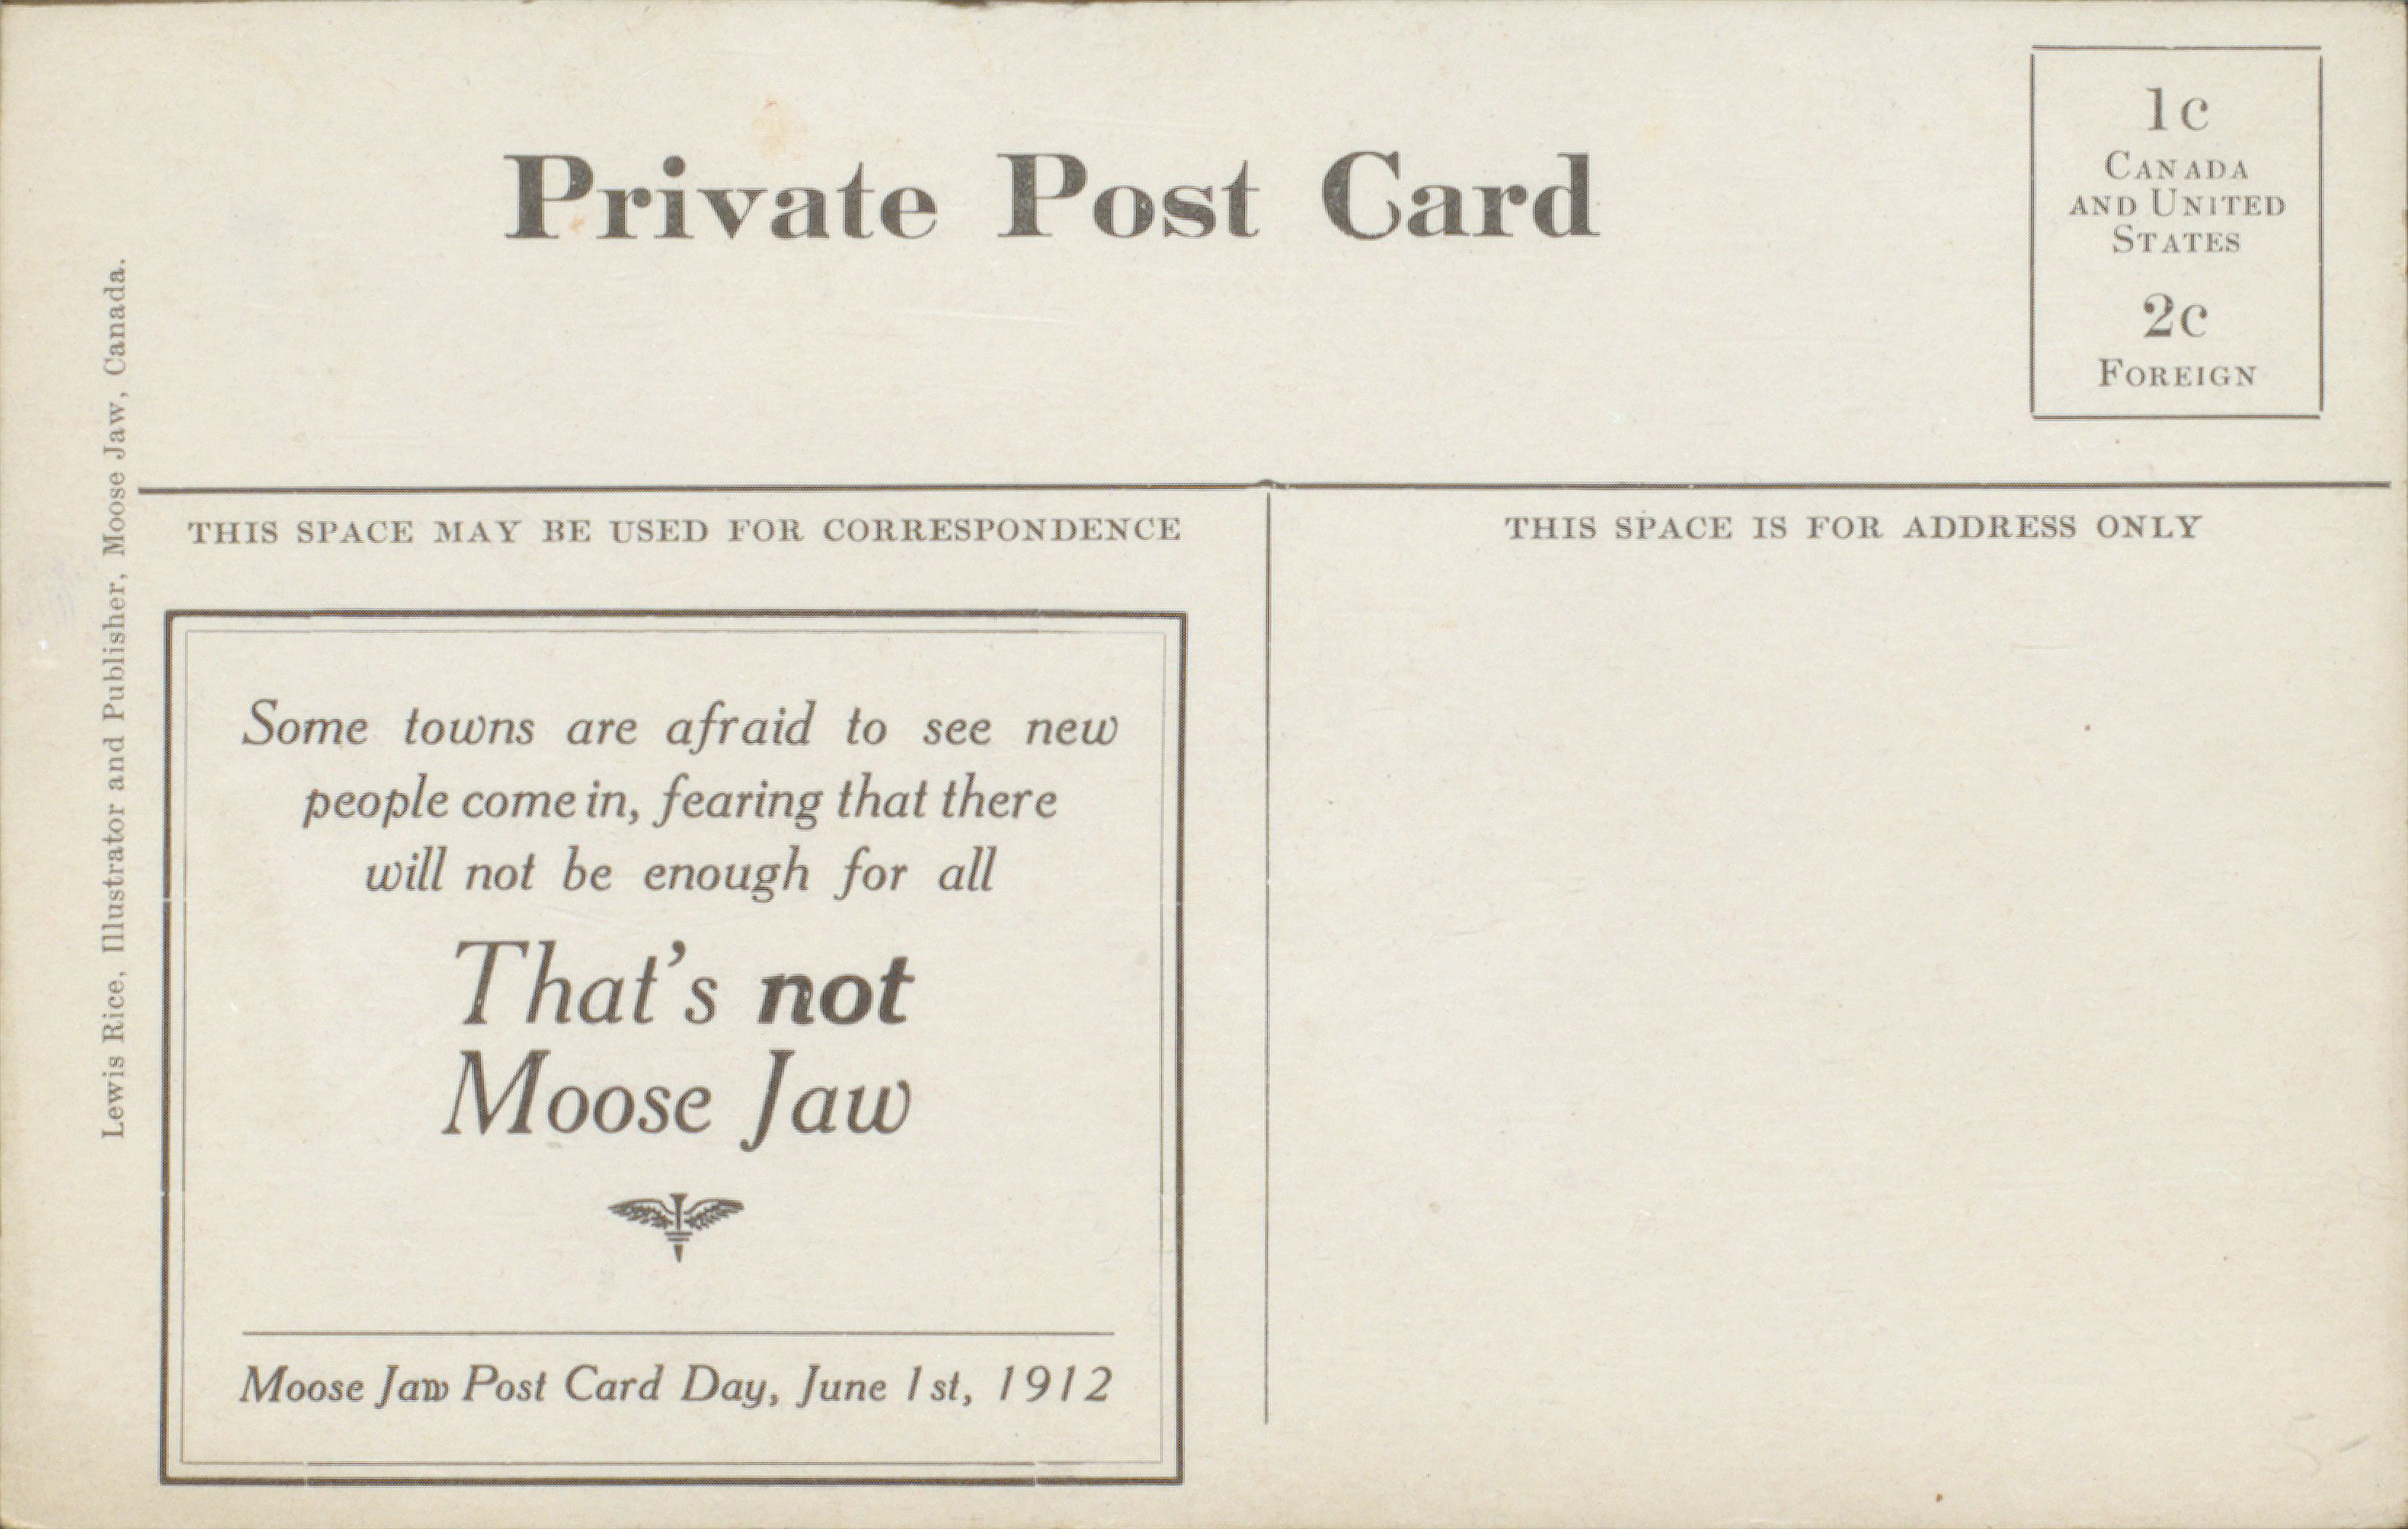 Private Post Card
1c
CANADA
AND UNITED
STATES
2c
FOREIGN
Lewis Rice, Illustrator and Publisher, Moose Jaw, Canada.
THIS SPACE MAY BE USED FOR CORRESPONDENCE
THIS SPACE IS FOR ADDRESS ONLY
Some towns are afraid to see new
people come in, fearing that there
will not be enough for all
That's not
Moose Jaw
Moose Jaw Post Card Day, June 1st, 1912